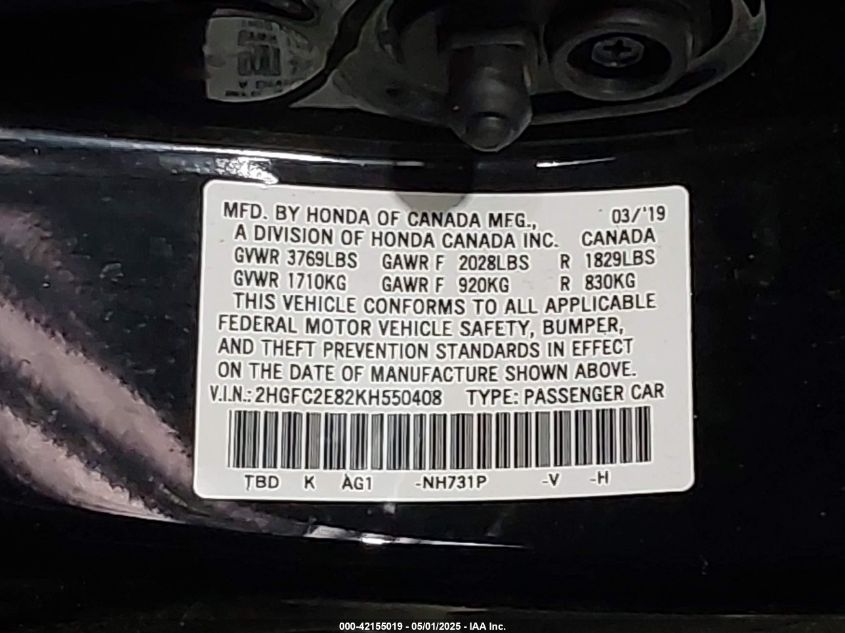 MFD. BY HONDA OF CANADA MFG., 03/'19
A DIVISION OF HONDA CANADA INC. CANADA
GVWR 3769LBS GAWR F 2028LBS R 1829LBS
GVWR 1710KG GAWR F 920KG R 830KG
THIS VEHICLE CONFORMS TO ALL APPLICABLE
FEDERAL MOTOR VEHICLE SAFETY, BUMPER,
AND THEFT PREVENTION STANDARDS IN EFFECT
ON THE DATE OF MANUFACTURE SHOWN ABOVE.
V.I.N.: 2HGFC2E82KH550408 TYPE: PASSENGER CAR
TBD K AG1 -NH731P -V -H
000-42155019 - 05/01/2025 - IAA Inc.